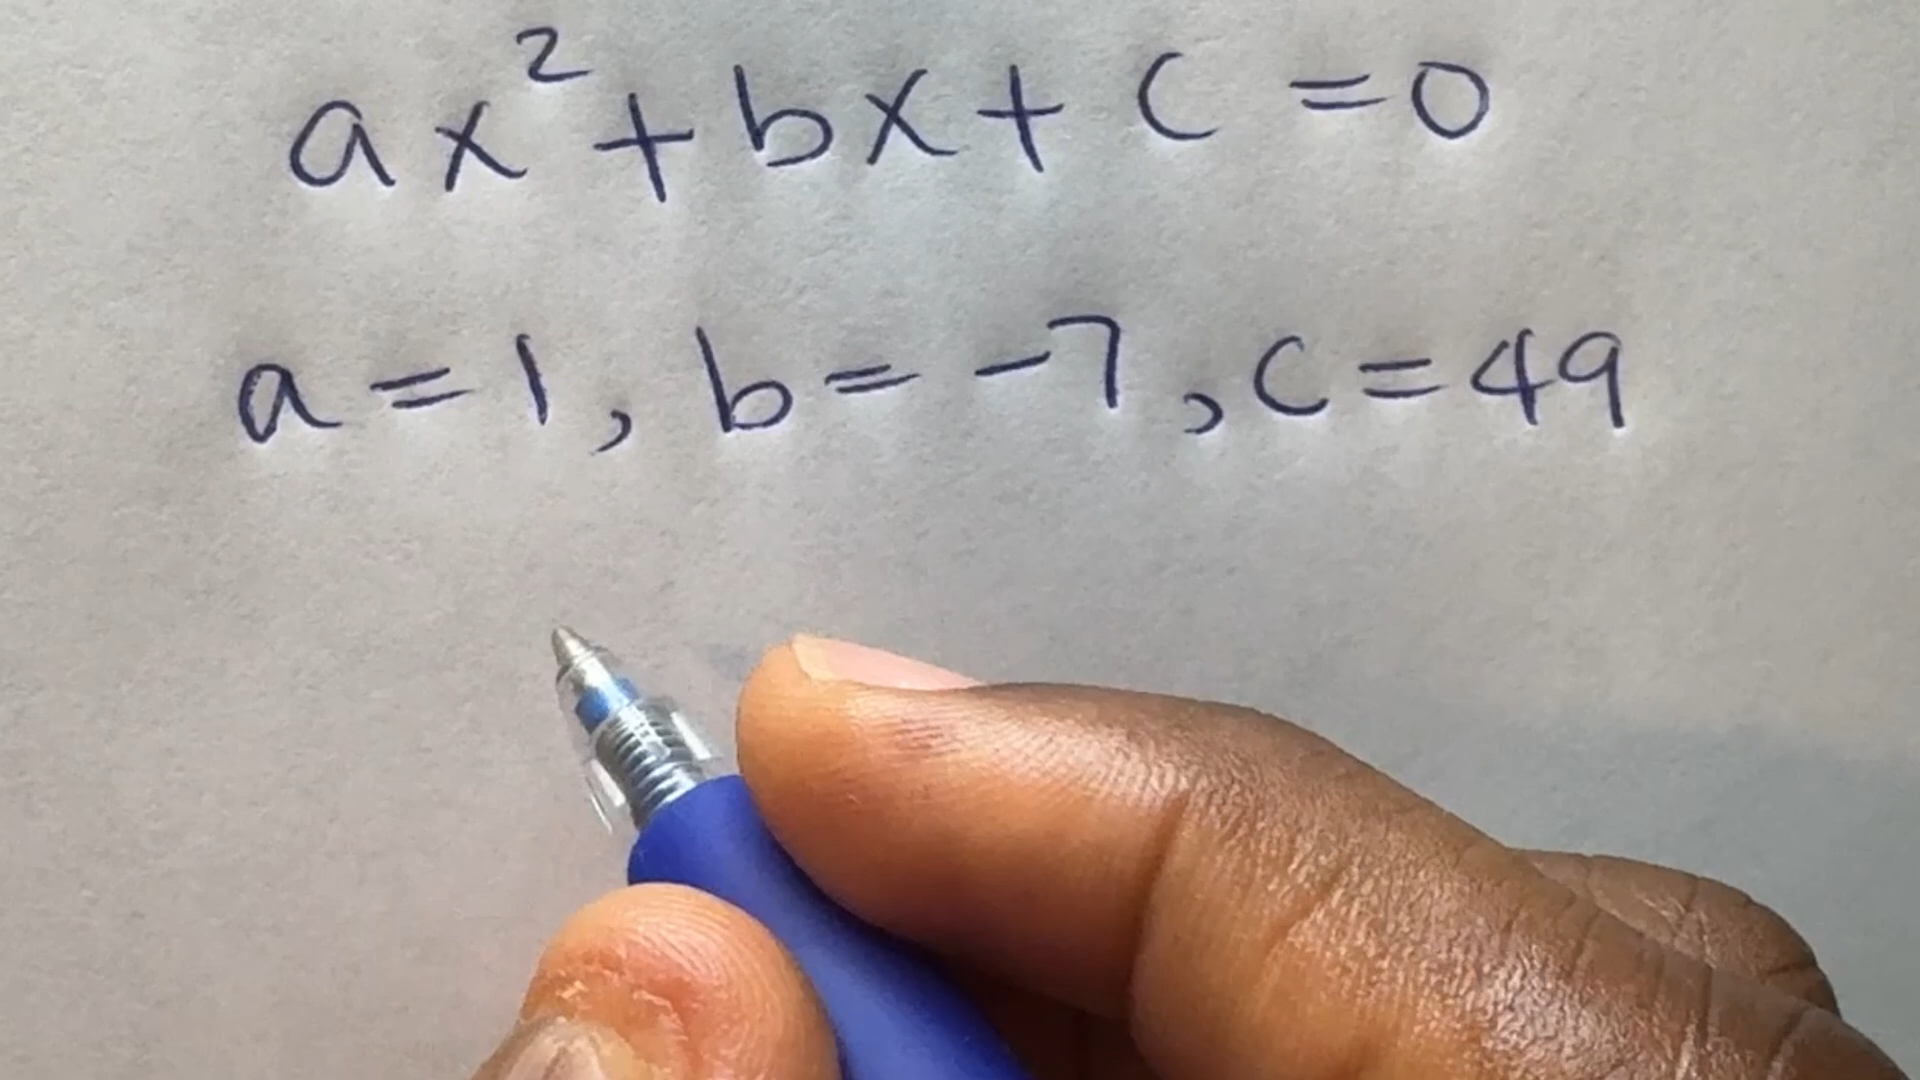 ax²+bx+c=0
a=1, b=-7, c=49